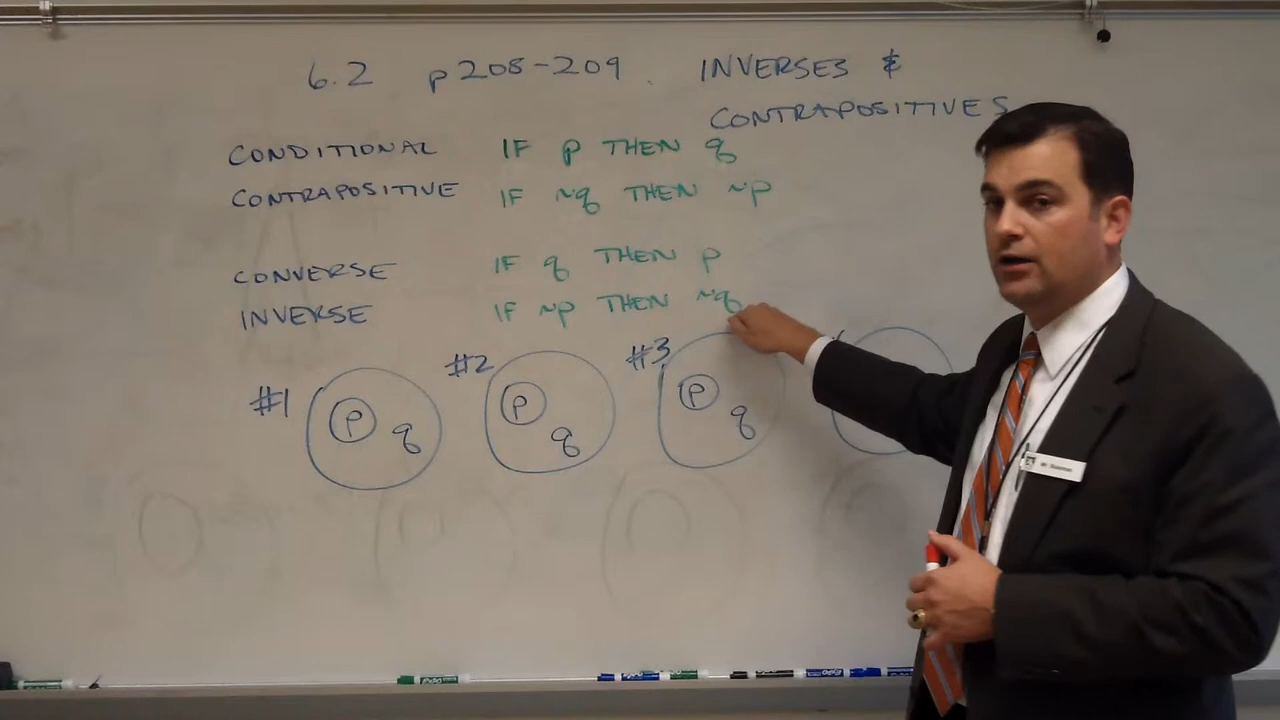 6.2 p208-209. INVERSES &
CONTRAPOSITIVES
CONDITIONAL IF p THEN q
CONTRAPOSITIVE IF ~q THEN ~p
CONVERSE IF q THEN p
INVERSE IF ~p THEN ~q
#1 p q
#2 p q
#3 p q